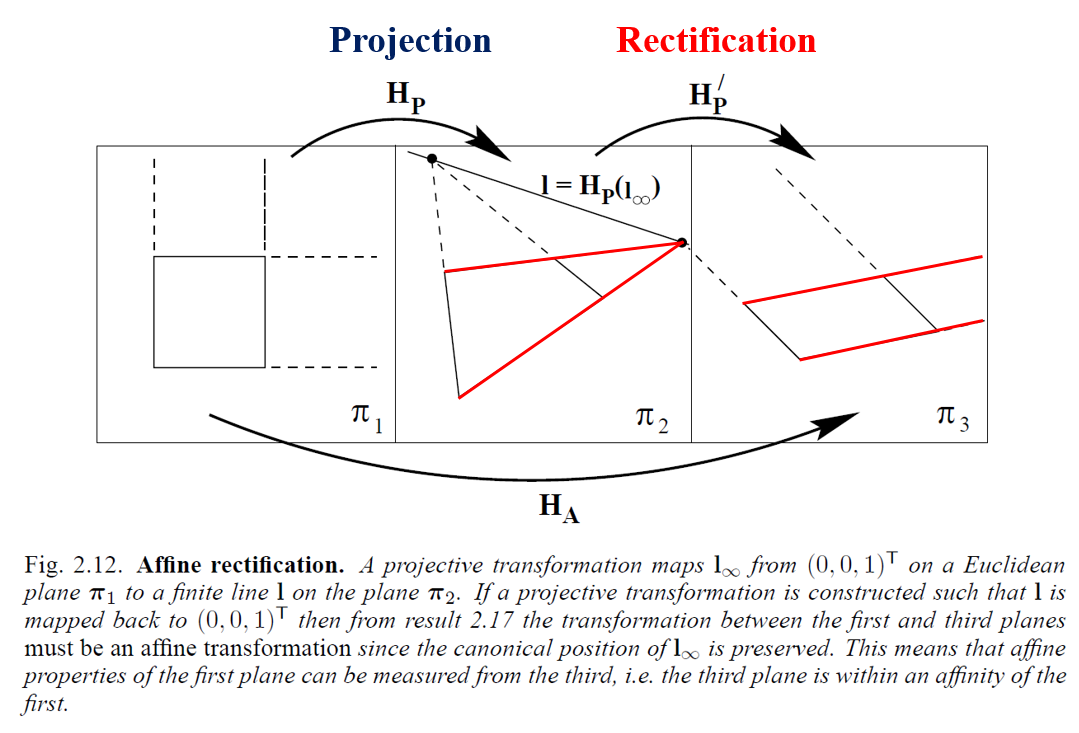 Projection Rectification
H_P H_P^/
l = H_P(l_∞)
π_1 π_2 π_3
H_A
Fig. 2.12. Affine rectification. A projective transformation maps l_∞ from (0, 0, 1)^T on a Euclidean
plane π_1 to a finite line l on the plane π_2. If a projective transformation is constructed such that l is
mapped back to (0, 0, 1)^T then from result 2.17 the transformation between the first and third planes
must be an affine transformation since the canonical position of l_∞ is preserved. This means that affine
properties of the first plane can be measured from the third, i.e. the third plane is within an affinity of the
first.